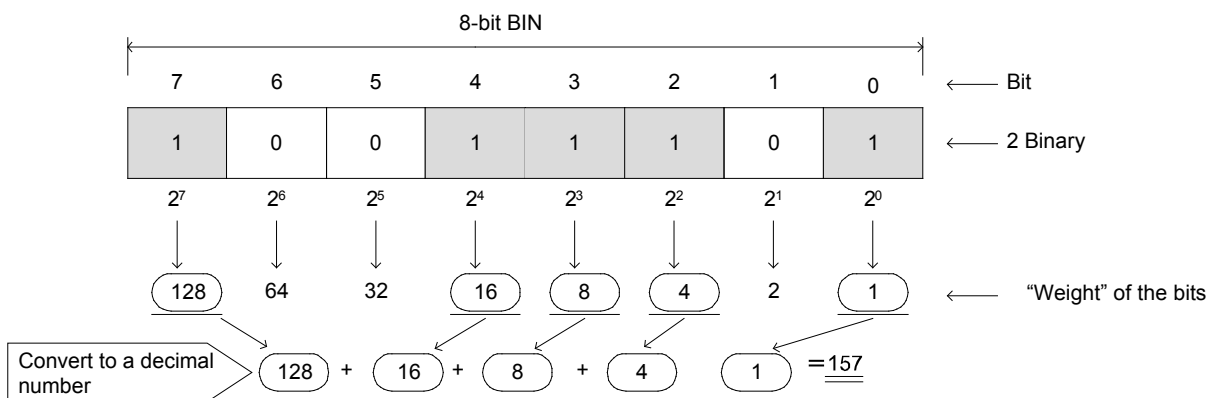 8-bit BIN
7 6 5 4 3 2 1 0 Bit
1 0 0 1 1 1 0 1 2 Binary
2⁷ 2⁶ 2⁵ 2⁴ 2³ 2² 2¹ 2⁰
128 64 32 16 8 4 2 1 “Weight” of the bits
Convert to a decimal
number
128 + 16 + 8 + 4 1 =157